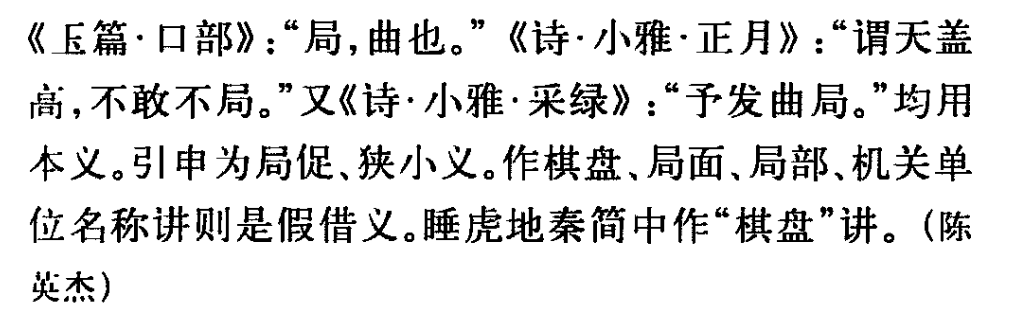 《玉篇·口部》:“局,曲也。”《诗·小雅·正月》:“谓天盖
高,不敢不局。”又《诗·小雅·采绿》:“予发曲局。”均用
本义。引申为局促、狭小义。作棋盘、局面、局部、机关单
位名称讲则是假借义。睡虎地秦简中作“棋盘”讲。(陈
英杰)